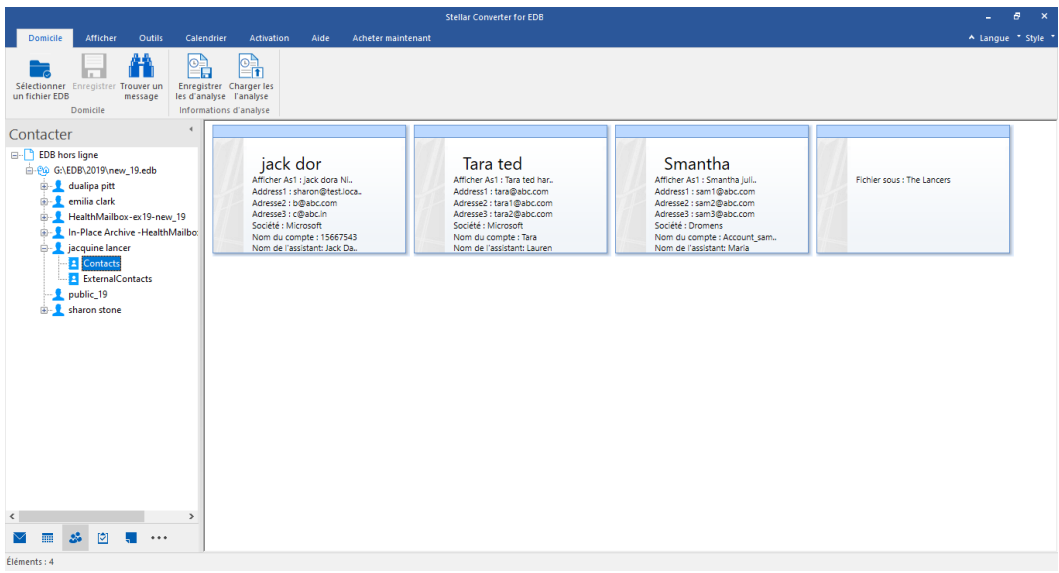 Stellar Converter for EDB
Domicile Afficher Outils Calendrier Activation Aide Acheter maintenant Langue Style
Sélectionner un fichier EDB
Enregistrer
Trouver un message
Enregistrer les d'analyse
Charger les l'analyse
Domicile
Informations d'analyse
Contacter
EDB hors ligne
G:\EDB\2019\new_19.edb
dualipa pitt
emilia clark
HealthMailbox-ex19-new_19
In-Place Archive -HealthMailbo
jacquine lancer
Contacts
ExternalContacts
public_19
sharon stone
jack dor
Afficher As1 : jack dora Ni..
Address1 : sharon@test.loca..
Adresse2 : b@abc.com
Adresse3 : c@abc.in
Société : Microsoft
Nom du compte : 15667543
Nom de l'assistant: Jack Da..
Tara ted
Afficher As1 : Tara ted har..
Address1 : tara@abc.com
Adresse2 : tara1@abc.com
Adresse3 : tara2@abc.com
Société : Microsoft
Nom du compte : Tara
Nom de l'assistant: Lauren
Smantha
Afficher As1 : Smantha juli..
Address1 : sam1@abc.com
Adresse2 : sam2@abc.com
Adresse3 : sam3@abc.com
Société : Dromens
Nom du compte : Account_sam..
Nom de l'assistant: Maria
Fichier sous : The Lancers
Éléments : 4